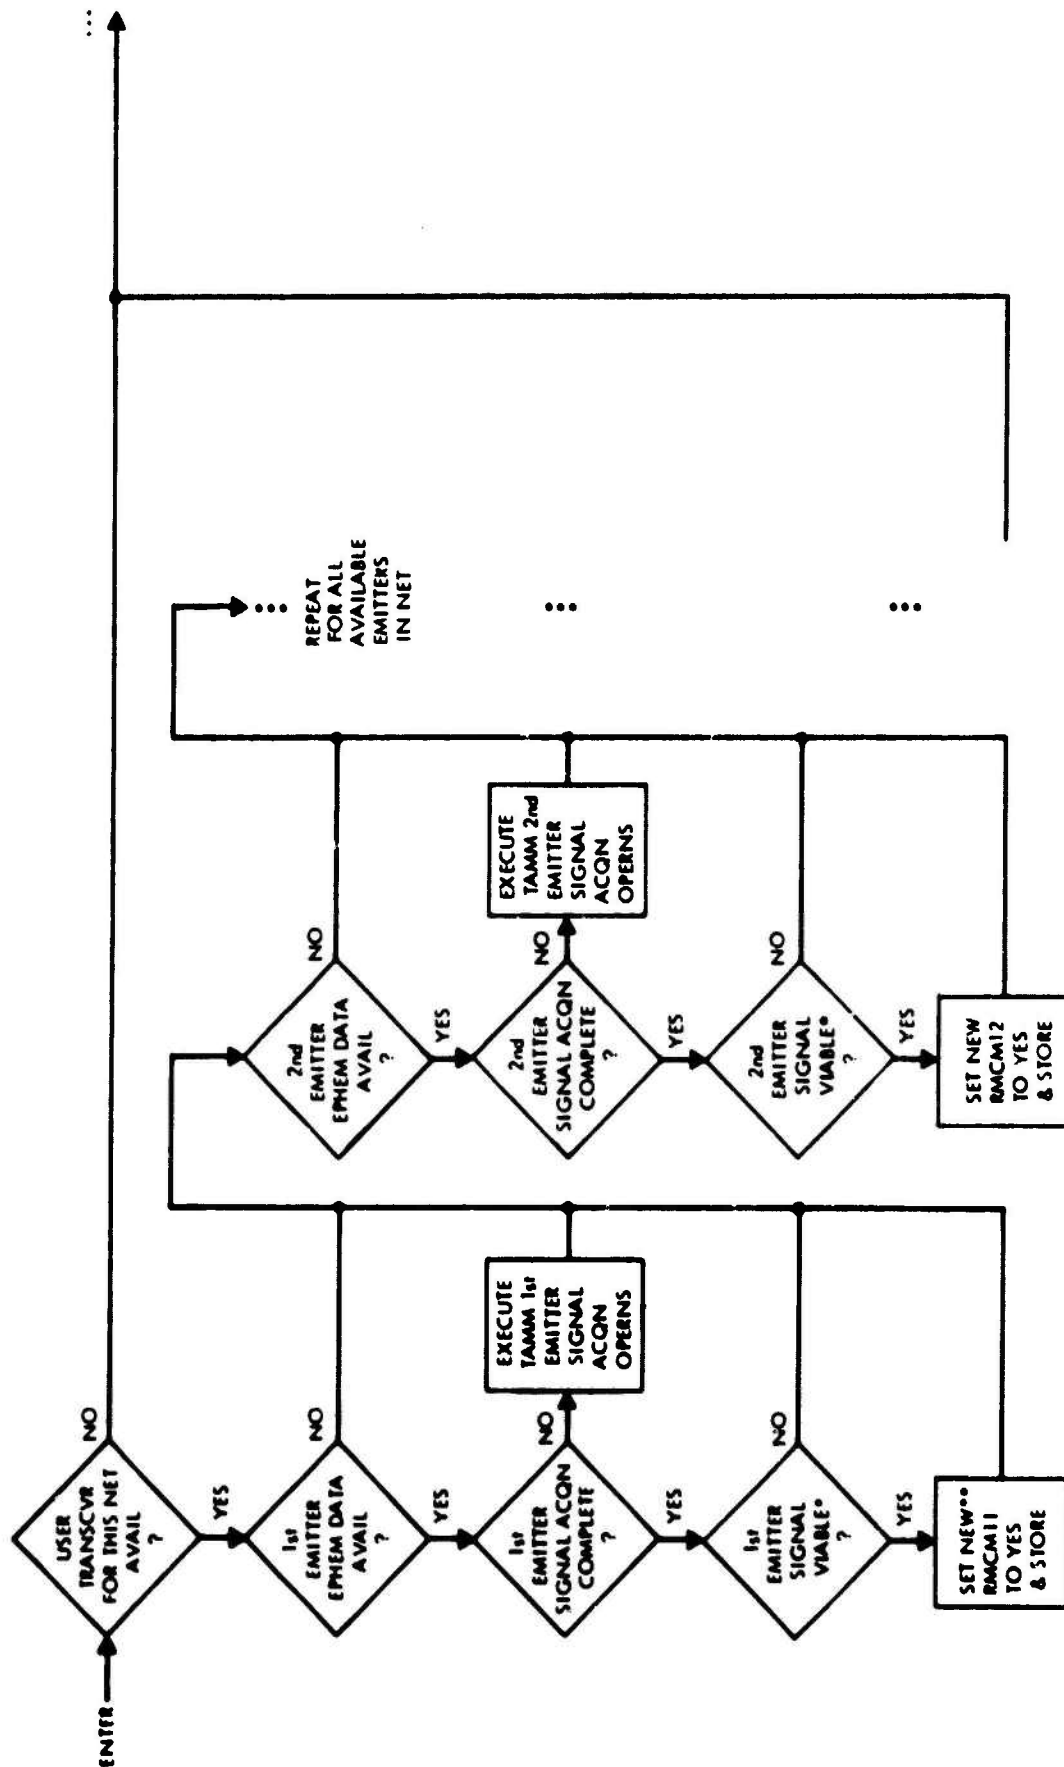 ENTER
USER
TRANSCVR
FOR THIS NET
AVAIL
?
NO
YES
1st
EMITTER
EPHEM DATA
AVAIL
?
NO
YES
1st
EMITTER
SIGNAL ACQN
COMPLETE
?
NO
EXECUTE
TAMM 1st
EMITTER
SIGNAL
ACQN
OPERNS
YES
1st
EMITTER
SIGNAL
VIABLE*
?
NO
YES
SET NEW**
RMCM11
TO YES
& STORE
2nd
EMITTER
EPHEM DATA
AVAIL
?
NO
YES
2nd
EMITTER
SIGNAL ACQN
COMPLETE
?
NO
EXECUTE
TAMM 2nd
EMITTER
SIGNAL
ACQN
OPERNS
YES
2nd
EMITTER
SIGNAL
VIABLE*
?
NO
YES
SET NEW
RMCM12
TO YES
& STORE
...
REPEAT
FOR ALL
AVAILABLE
EMITTERS
IN NET
...
...
...